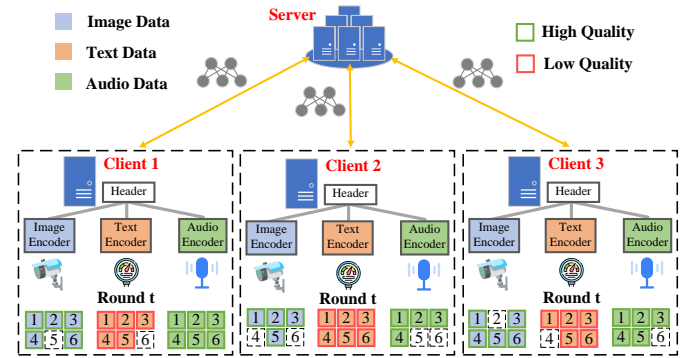 Image Data
Text Data
Audio Data
Server
High Quality
Low Quality
Client 1
Header
Image Encoder
Text Encoder
Audio Encoder
Round t
1 2 3 1 2 3 1 2 3
4 5 6 4 5 6 4 5 6
Client 2
Header
Image Encoder
Text Encoder
Audio Encoder
Round t
1 2 3 1 2 3 1 2 3
4 5 6 4 5 6 4 5 6
Client 3
Header
Image Encoder
Text Encoder
Audio Encoder
Round t
1 2 3 1 2 3 1 2 3
4 5 6 4 5 6 4 5 6